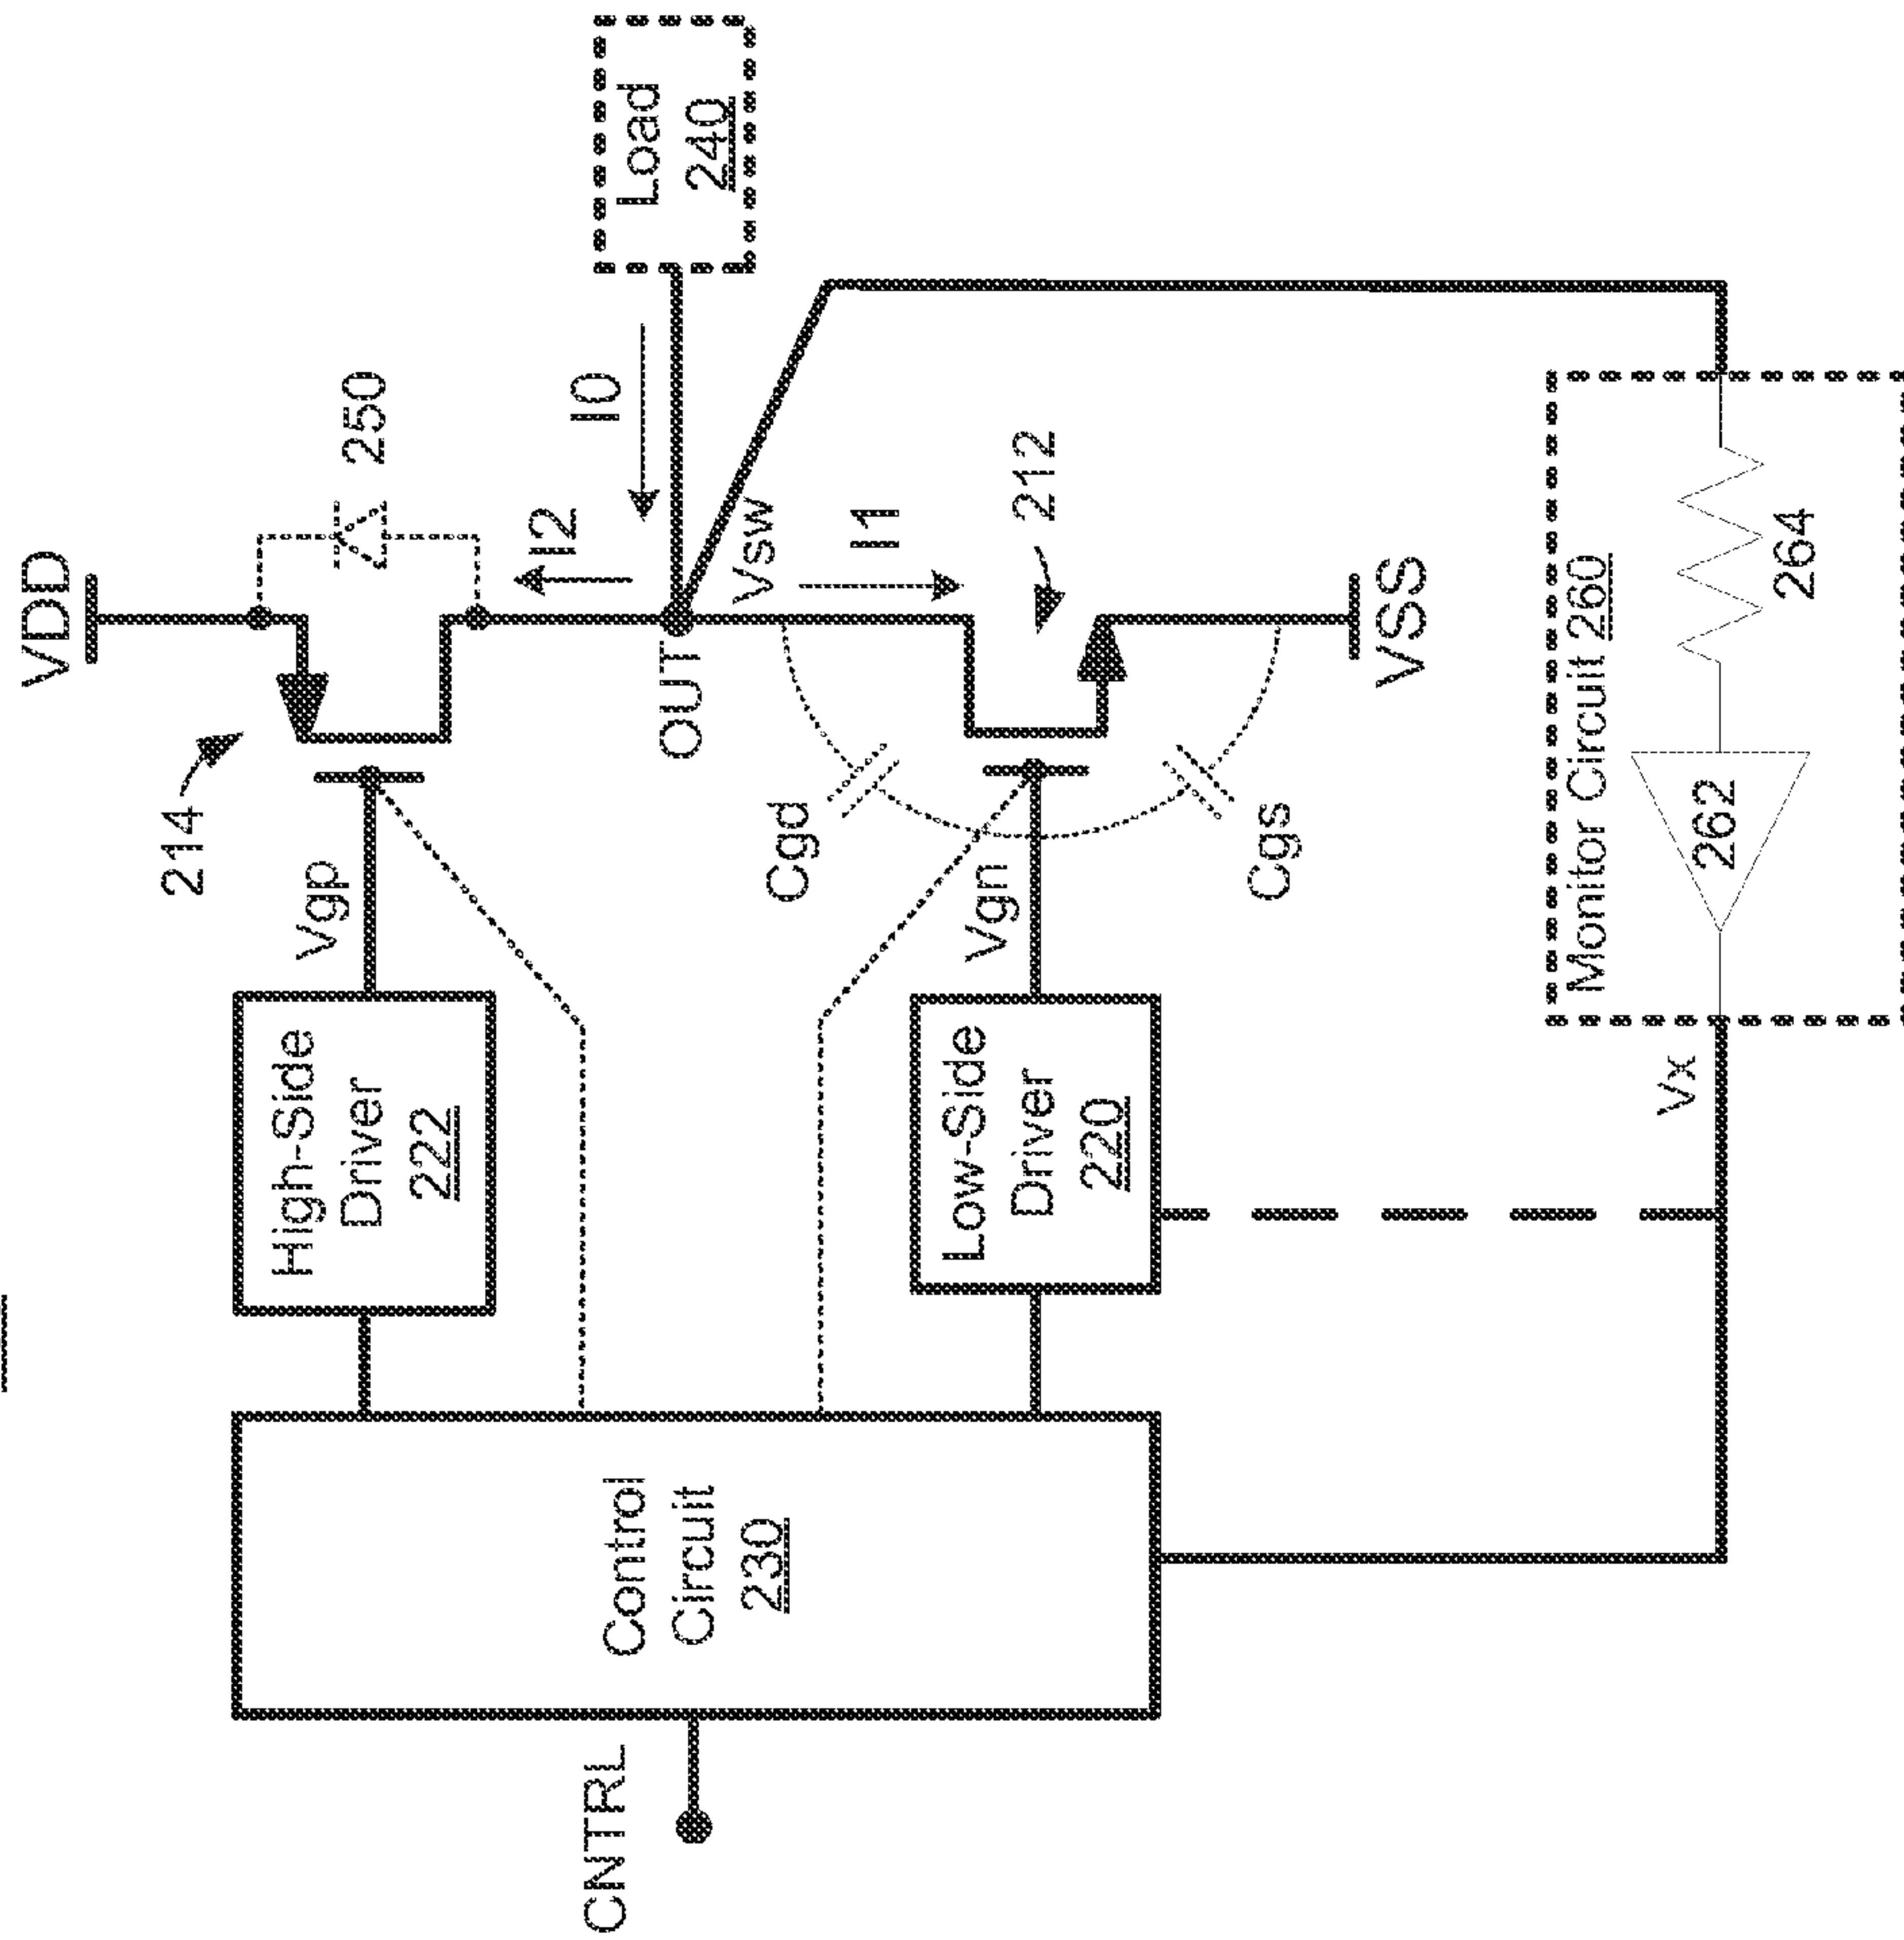 VDD
214
250
Vgp
I2
I0
Load
240
High-Side
Driver
222
OUT
Vsw
I1
212
Cgd
Vgn
Cgs
VSS
Low-Side
Driver
220
Control
Circuit
230
CNTRL
Monitor Circuit 260
262
264
Vx